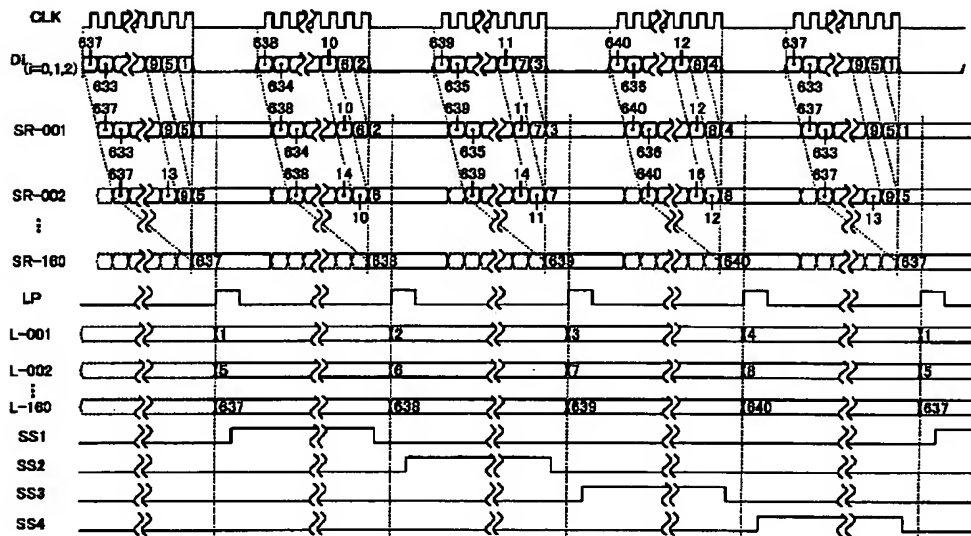 CLK
637 638 10 639 11 640 12 637
Di(i=0,1,2) 9 5 1 6 2 7 3 8 4 9 5 1
633 634 635 636 633
637 638 10 639 11 640 12 637
SR-001 9 5 1 6 2 7 3 8 4 9 5 1
633 634 635 636 633
13 638 14 639 14 640 16 637
637
SR-002 9 5 6 7 8 9 5
10 11 12 13
⋮
SR-160 637 638 639 640 637
LP
L-001 1 2 3 4 1
L-002 5 6 7 8 5
⋮
L-160 637 638 639 640 637
SS1
SS2
SS3
SS4